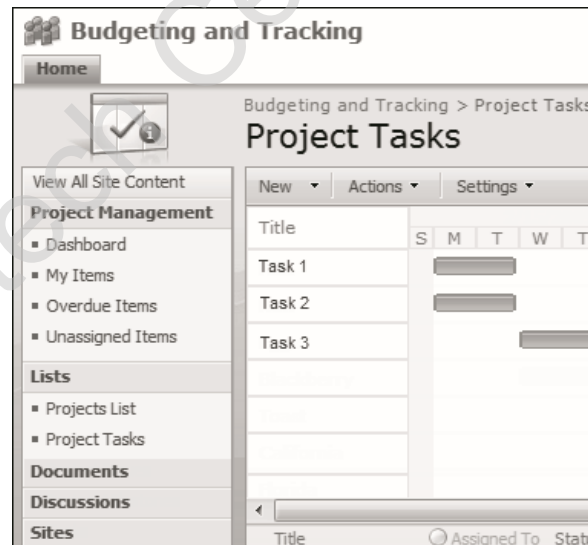 Budgeting and Tracking
Home
Budgeting and Tracking > Project Tasks
Project Tasks
View All Site Content
Project Management
Dashboard
My Items
Overdue Items
Unassigned Items
Lists
Projects List
Project Tasks
Documents
Discussions
Sites
New Actions Settings
Title
S M T W T
Task 1
Task 2
Task 3
Title Assigned To